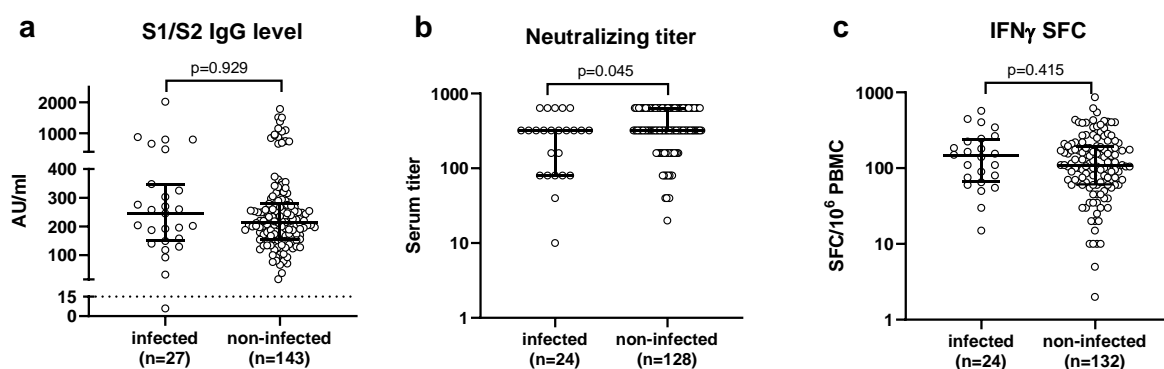 a
S1/S2 IgG level
p=0.929
AU/ml
2000
1000
400
300
200
100
15
0
infected
(n=27)
non-infected
(n=143)
b
Neutralizing titer
p=0.045
Serum titer
1000
100
10
1
infected
(n=24)
non-infected
(n=128)
c
IFNγ SFC
p=0.415
SFC/10⁶ PBMC
1000
100
10
1
infected
(n=24)
non-infected
(n=132)